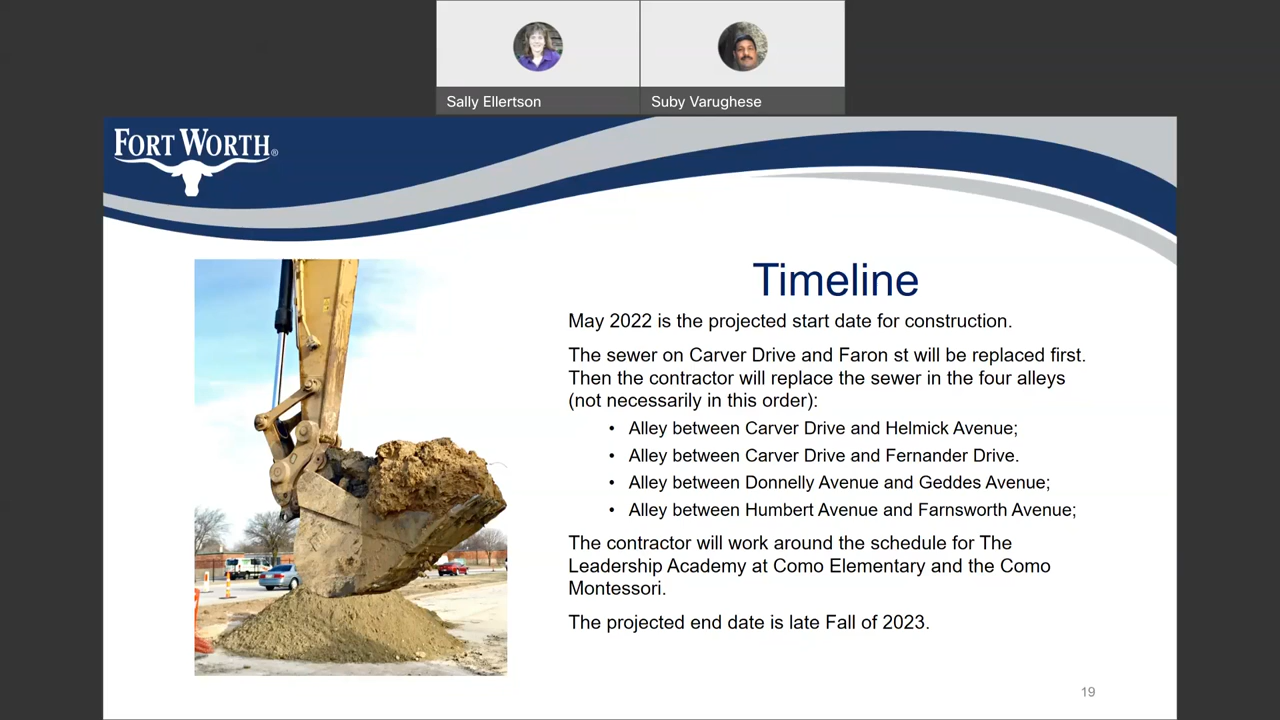 Sally Ellertson
Suby Varughese
FORT WORTH®
Timeline
May 2022 is the projected start date for construction.
The sewer on Carver Drive and Faron st will be replaced first.
Then the contractor will replace the sewer in the four alleys
(not necessarily in this order):
• Alley between Carver Drive and Helmick Avenue;
• Alley between Carver Drive and Fernander Drive.
• Alley between Donnelly Avenue and Geddes Avenue;
• Alley between Humbert Avenue and Farnsworth Avenue;
The contractor will work around the schedule for The
Leadership Academy at Como Elementary and the Como
Montessori.
The projected end date is late Fall of 2023.
19